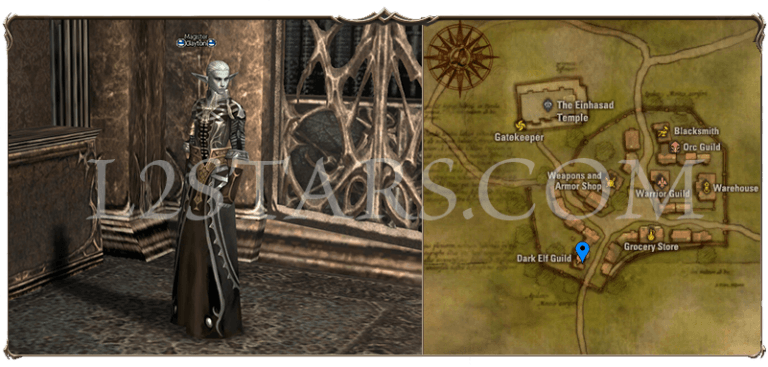 Magister
Clayton
L2STARS.COM
The Einhasad
Temple
Gatekeeper
Blacksmith
Orc Guild
Weapons and
Armor Shop
Warrior Guild
Warehouse
Grocery Store
Dark Elf Guild